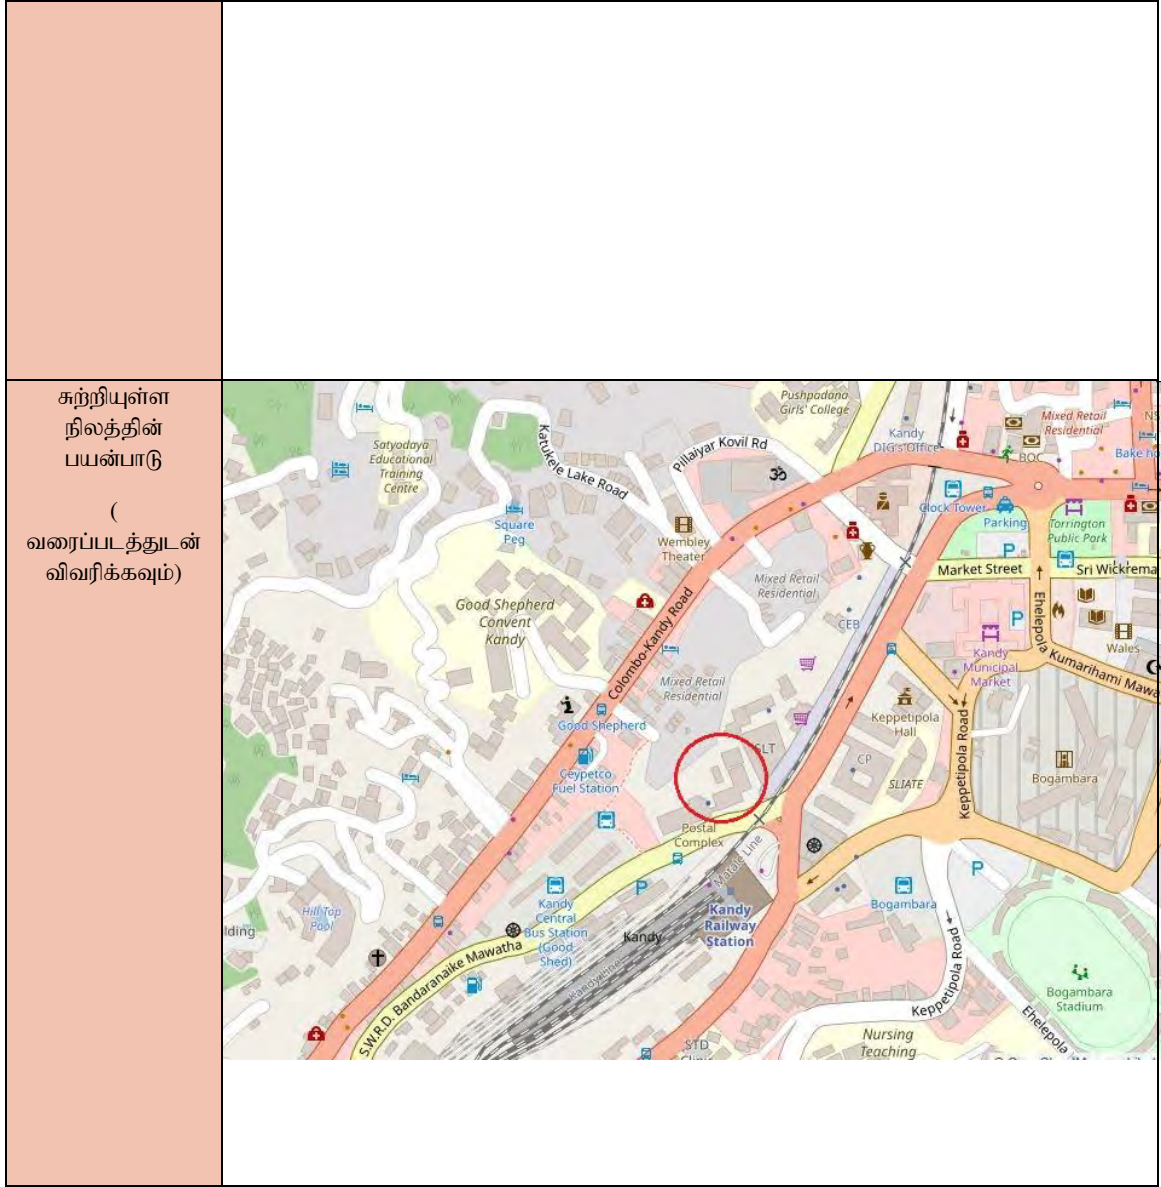 சுற்றியுள்ள
நிலத்தின்
பயன்பாடு
(
வரைப்படத்துடன்
விவரிக்கவும்)
Pushpadana
Girls' College
Mixed Retail
Residential
NS
Kandy
DIG's Office
BOC
Bake ho
Pillaiyar Kovil Rd
Katukele Lake Road
Satyodaya
Educational
Training
Centre
Square
Peg
Wembley
Theater
Clock Tower
Parking
Torrington
Public Park
Market Street
Sri Wickrema
Mixed Retail
Residential
Good Shepherd
Convent
Kandy
Colombo-Kandy Road
CEB
Ehelepola Kumarihami Mawa
Wales
Kandy
Municipal
Market
Mixed Retail
Residential
Good Shepherd
Keppetipola
Hall
Keppetipola Road
SLT
CP
SLIATE
Bogambara
Ceypetco
Fuel Station
Postal
Complex
Matale Line
Kandy
Central
Bus Station
(Good
Shed)
Kandy
Railway
Station
Bogambara
Hill Top
Pool
lding
Kandy
Kandy Line
S.W.R.D. Bandaranaike Mawatha
Keppetipola Road
Bogambara
Stadium
Ehelepola
Nursing
Teaching
STD